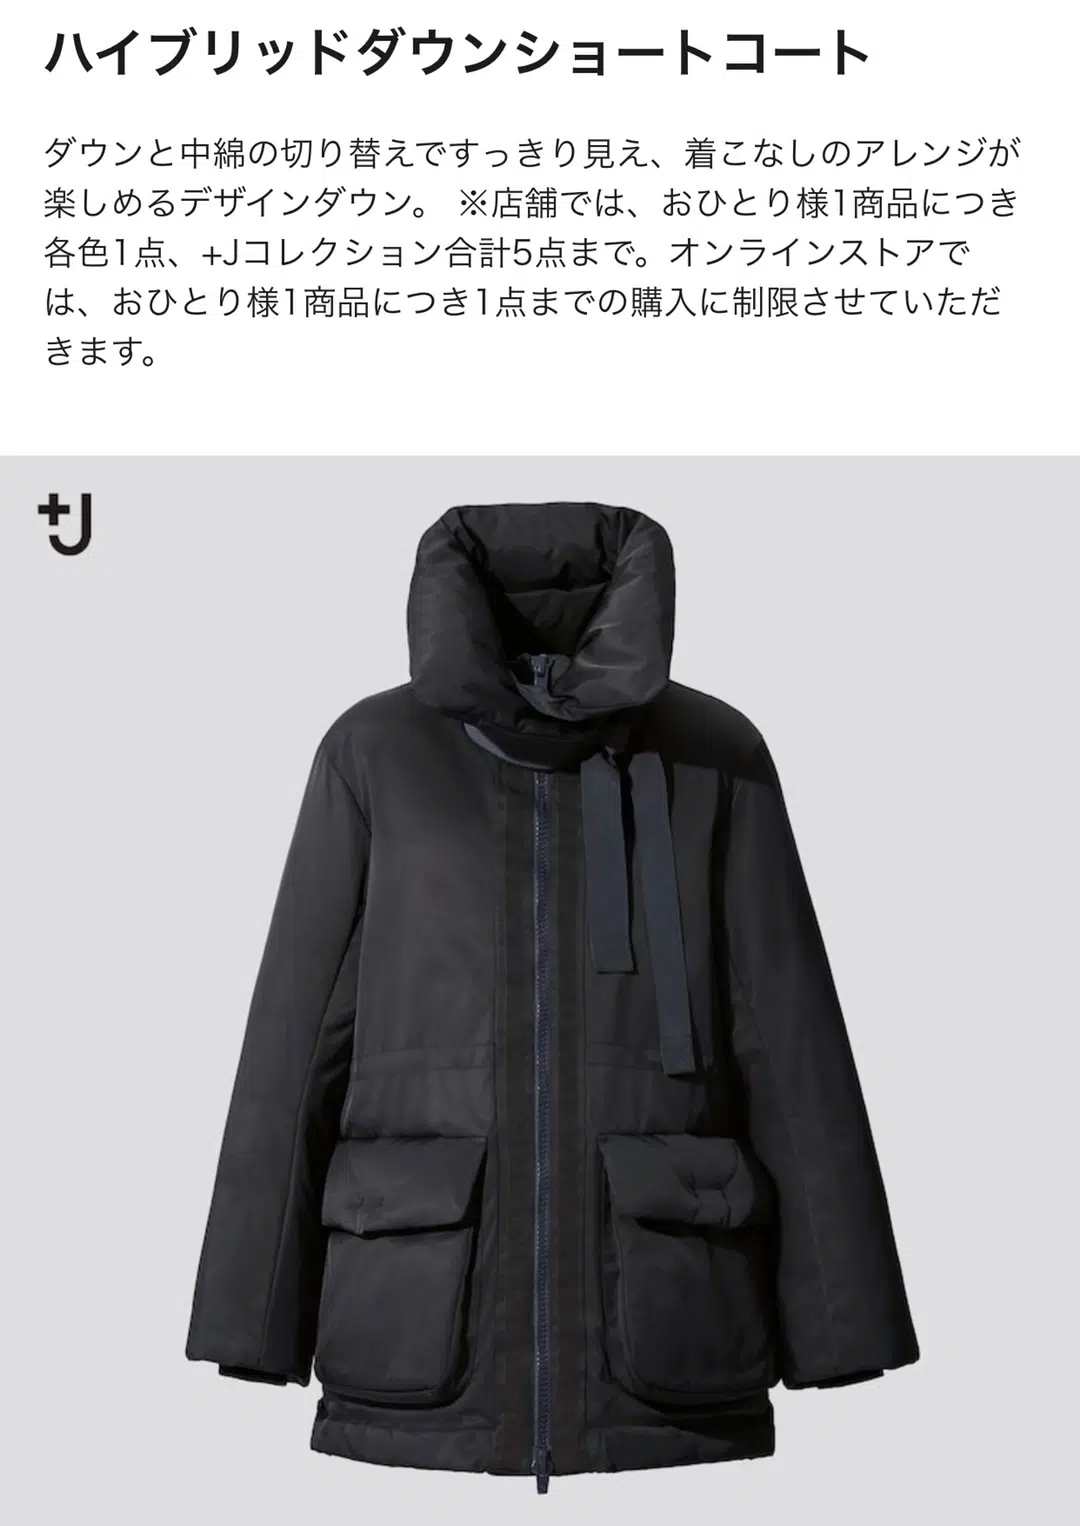 ハイブリッドダウンショートコート
ダウンと中綿の切り替えですっきり見え、着こなしのアレンジが
楽しめるデザインダウン。 ※店舗では、おひとり様1商品につき
各色1点、+Jコレクション合計5点まで。オンラインストアで
は、おひとり様1商品につき1点までの購入に制限させていただ
きます。
+J